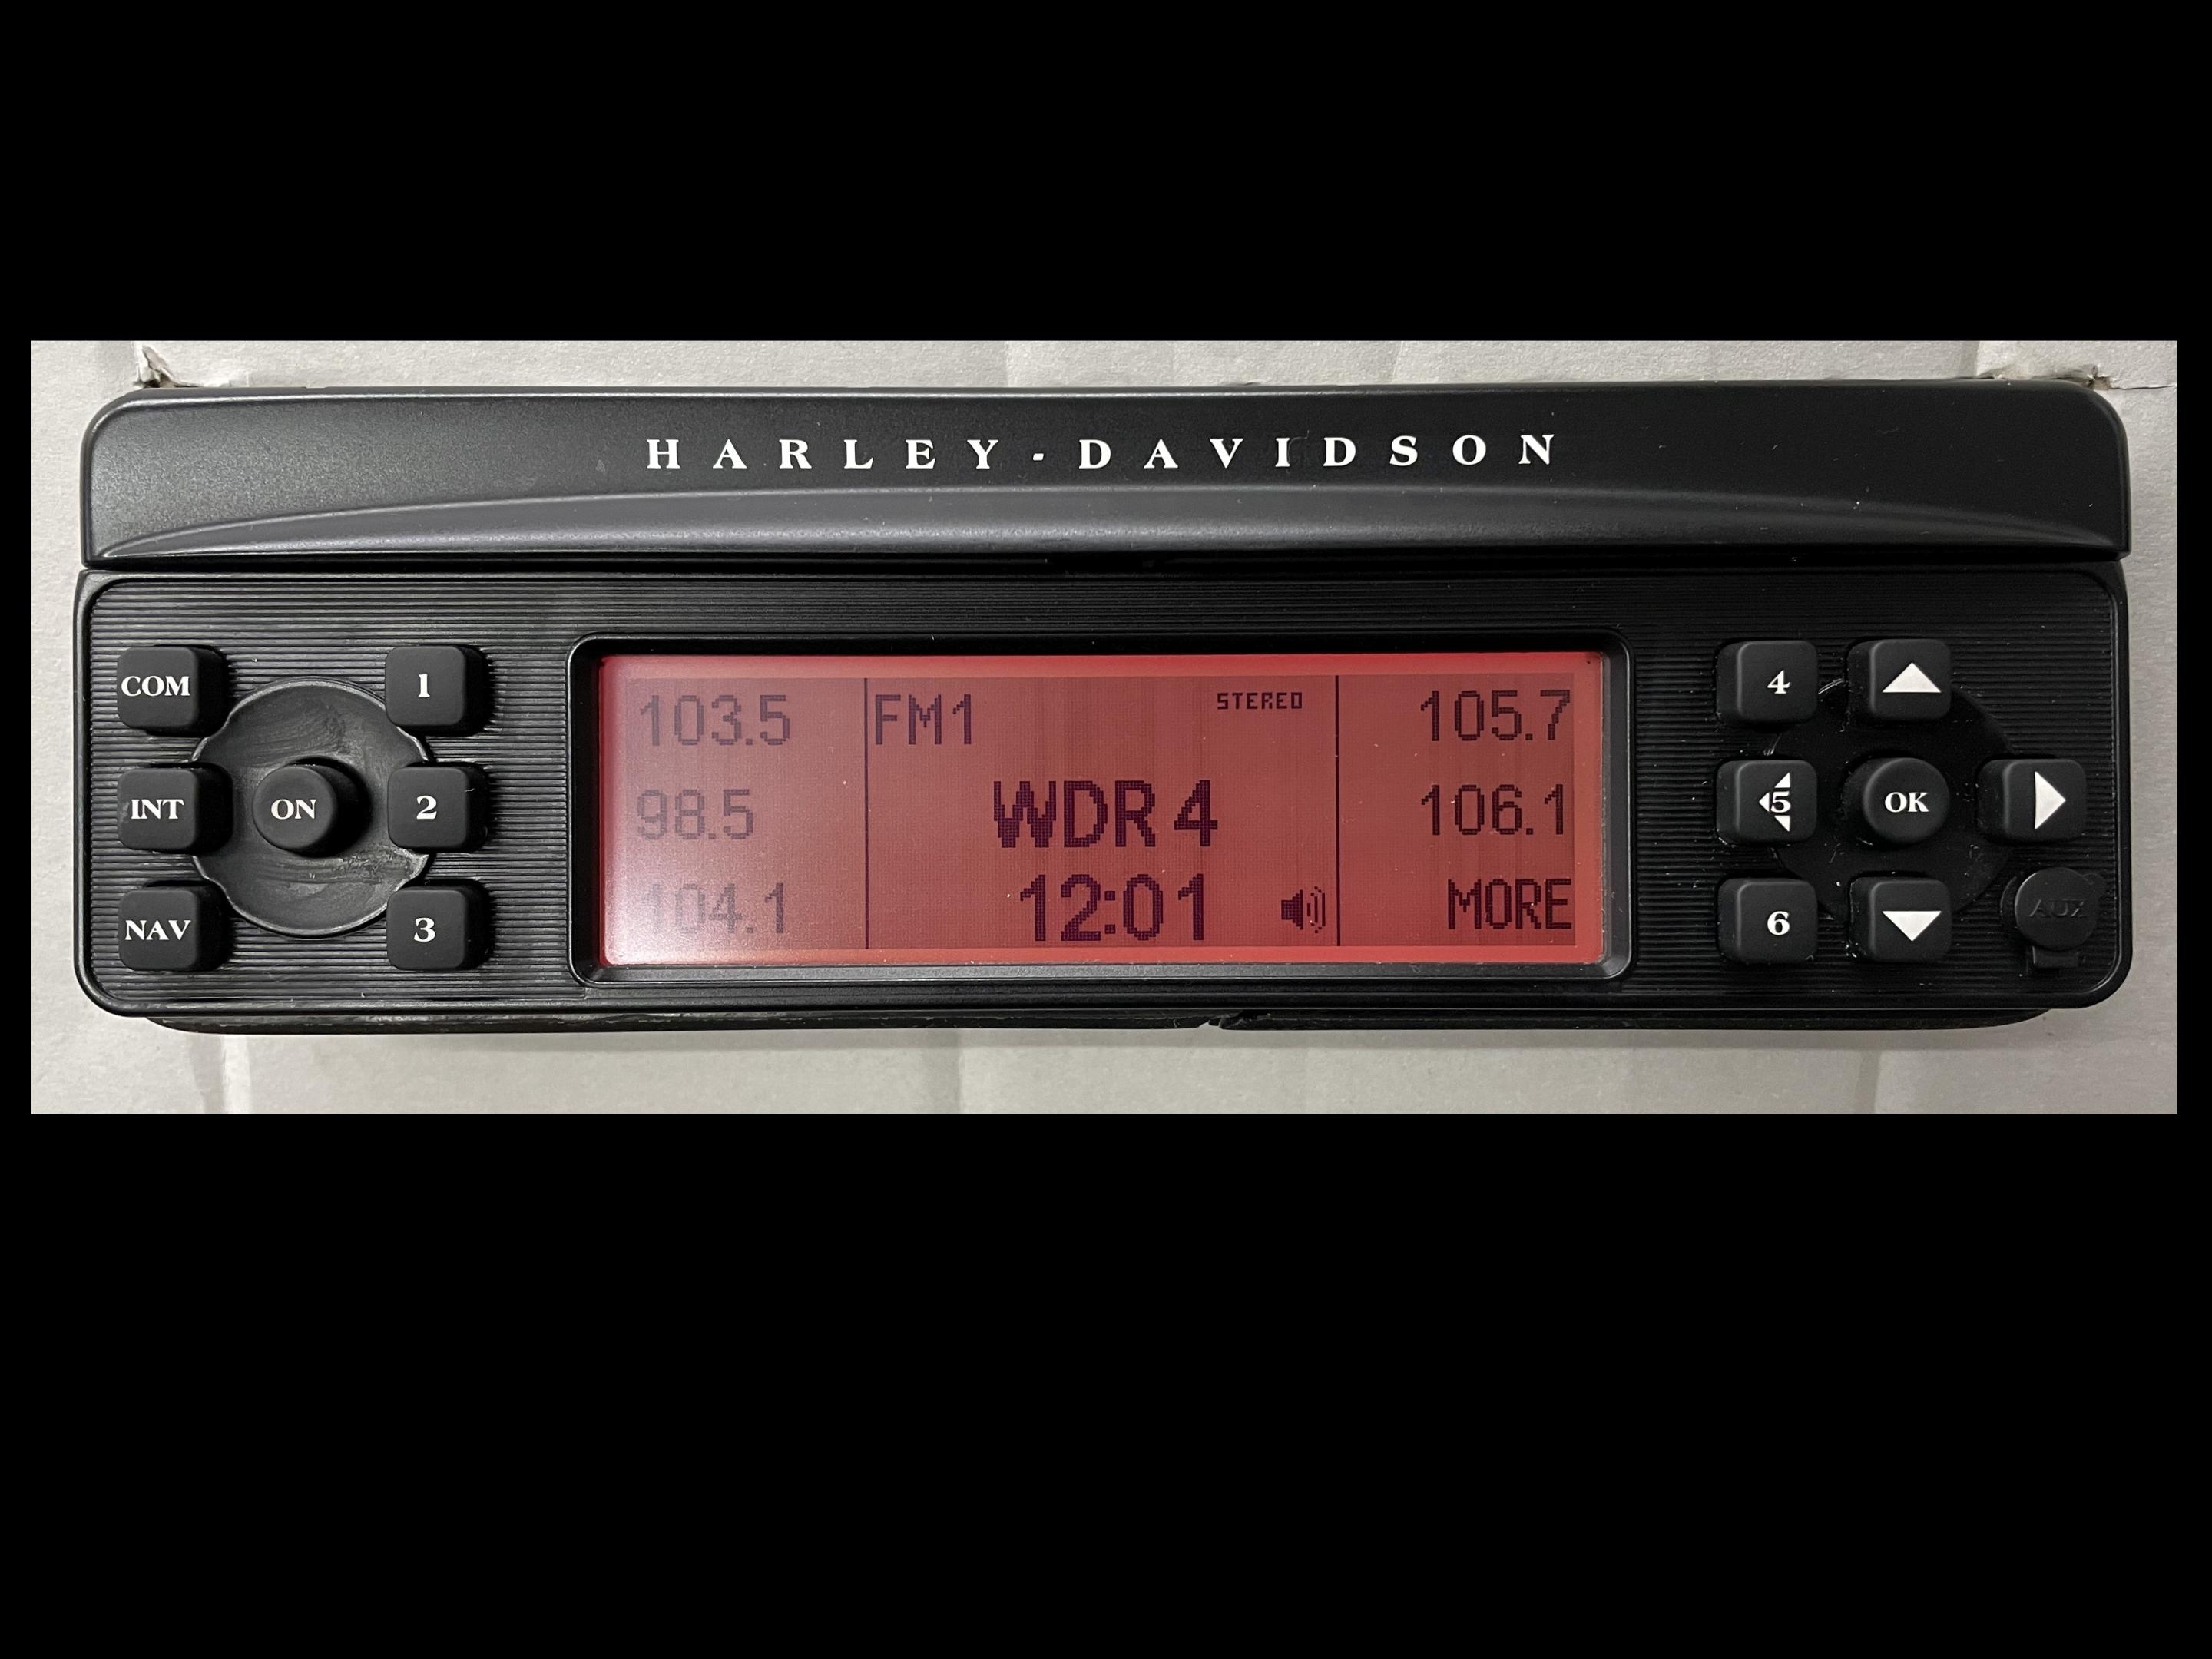 HARLEY-DAVIDSON
COM
1
INT
ON
2
NAV
3
103.5
98.5
104.1
FM1
STEREO
WDR 4
12:01
105.7
106.1
MORE
4
5
OK
6
AUX